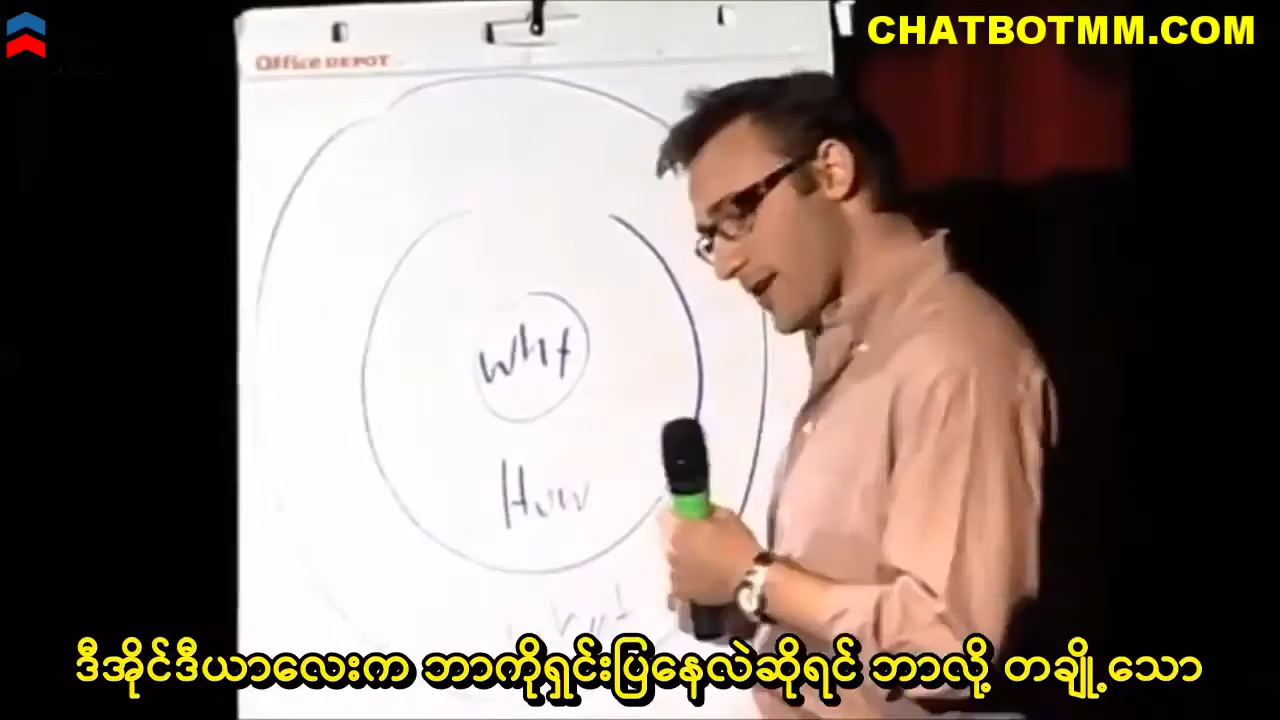 CHATBOTMM.COM
Office DEPOT
Why
How
What
ဒီအိုင်ဒီယာလေးက ဘာကိုရှင်းပြနေလဲဆိုရင် ဘာလို့ တချို့သော